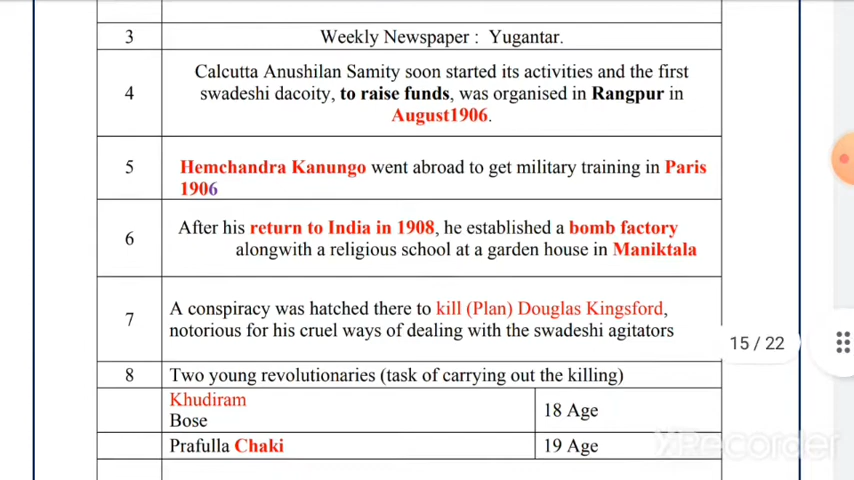 3
Weekly Newspaper : Yugantar.
Calcutta Anushilan Samity soon started its activities and the first
4
swadeshi dacoity, to raise funds, was organised in Rangpur in
August1906.
5
Hemchandra Kanungo went abroad to get military training in Paris
1906
6
After his return to India in 1908, he established a bomb factory
alongwith a religious school at a garden house in Maniktala
7
A conspiracy was hatched there to kill (Plan) Douglas Kingsford,
notorious for his cruel ways of dealing with the swadeshi agitators
15 / 22
8
Two young revolutionaries (task of carrying out the killing)
Khudiram
Bose
18 Age
Prafulla Chaki
19 Age
XRecorder